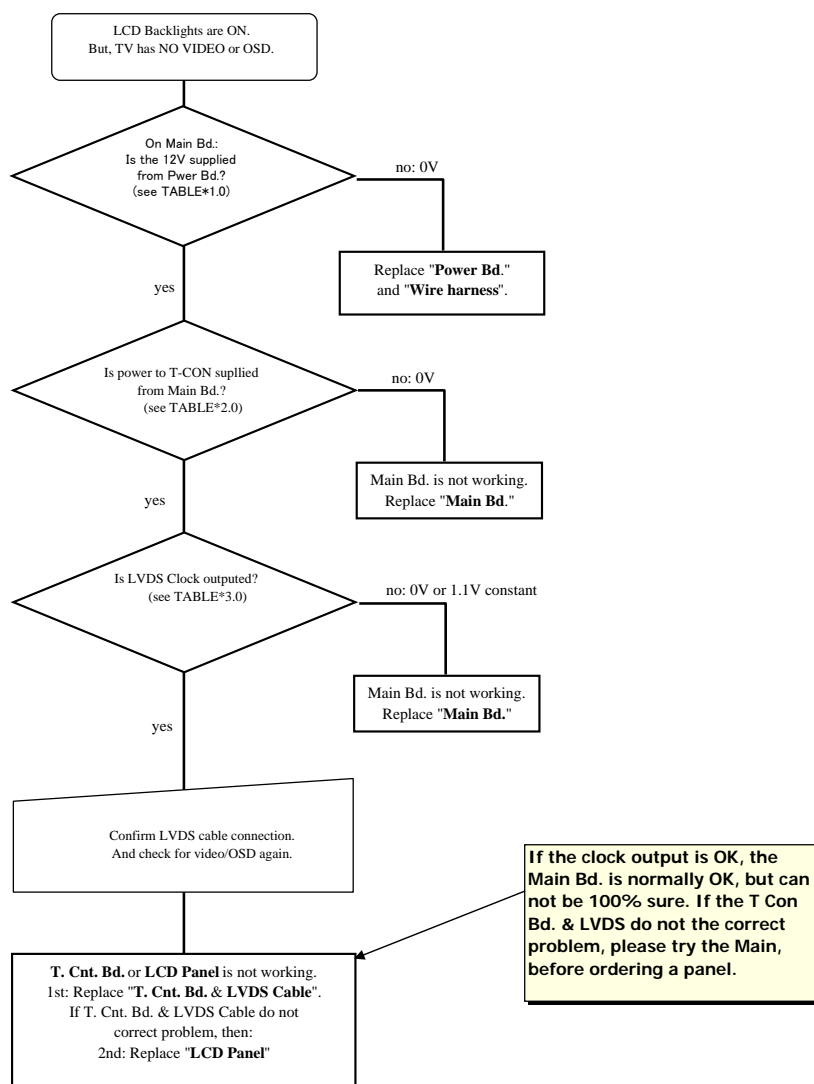 LCD Backlights are ON.
But, TV has NO VIDEO or OSD.
On Main Bd.:
Is the 12V supplied
from Pwer Bd.?
(see TABLE*1.0)
no: 0V
Replace "Power Bd."
and "Wire harness".
yes
Is power to T-CON supllied
from Main Bd.?
(see TABLE*2.0)
no: 0V
Main Bd. is not working.
Replace "Main Bd."
yes
Is LVDS Clock outputed?
(see TABLE*3.0)
no: 0V or 1.1V constant
Main Bd. is not working.
Replace "Main Bd."
yes
Confirm LVDS cable connection.
And check for video/OSD again.
If the clock output is OK, the
Main Bd. is normally OK, but can
not be 100% sure. If the T Con
Bd. & LVDS do not the correct
problem, please try the Main,
before ordering a panel.
T. Cnt. Bd. or LCD Panel is not working.
1st: Replace "T. Cnt. Bd. & LVDS Cable".
If T. Cnt. Bd. & LVDS Cable do not
correct problem, then:
2nd: Replace "LCD Panel"